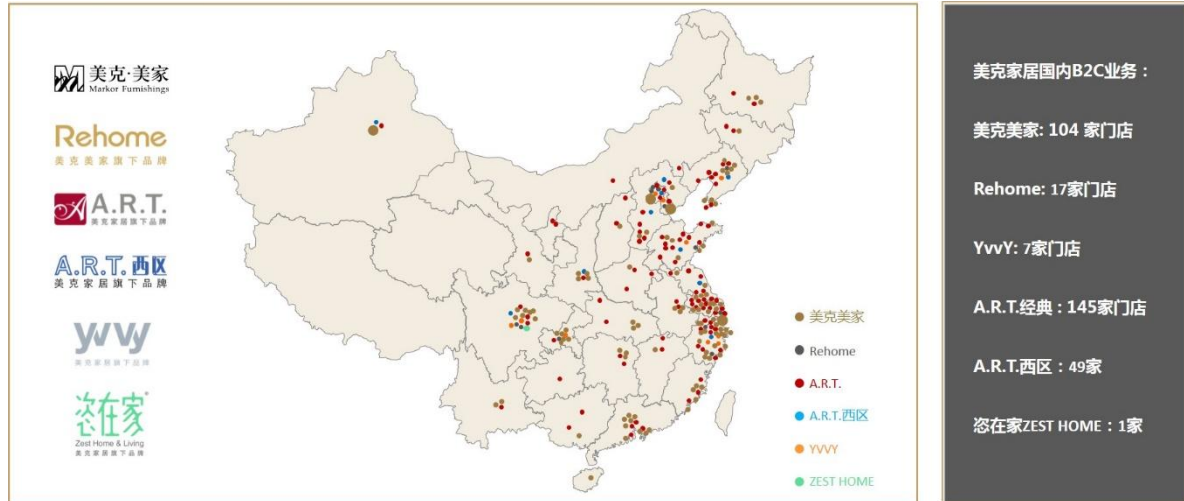 美克·美家
Markor Furnishings
Rehome
美克美家旗下品牌
A.R.T.
美克家居旗下品牌
A.R.T.西区
美克家居旗下品牌
yvvy
美克家居旗下品牌
恣在家
Zest Home & Living
美克家居旗下品牌
美克美家
Rehome
A.R.T.
A.R.T.西区
YVVY
ZEST HOME
美克家居国内B2C业务：
美克美家: 104 家门店
Rehome: 17家门店
YvvY: 7家门店
A.R.T.经典：145家门店
A.R.T.西区：49家
恣在家ZEST HOME：1家